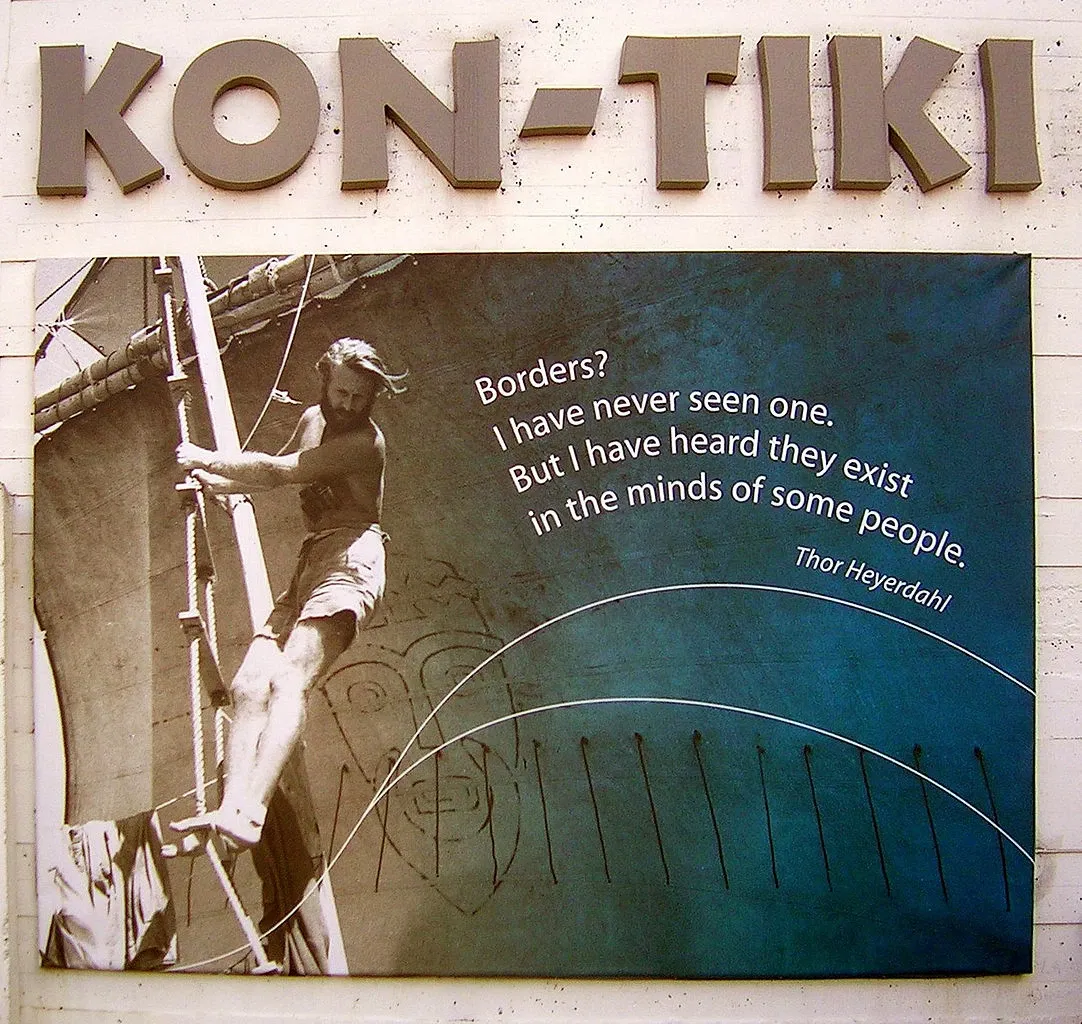 KON-TIKI
Borders?
I have never seen one.
But I have heard they exist
in the minds of some people.
Thor Heyerdahl